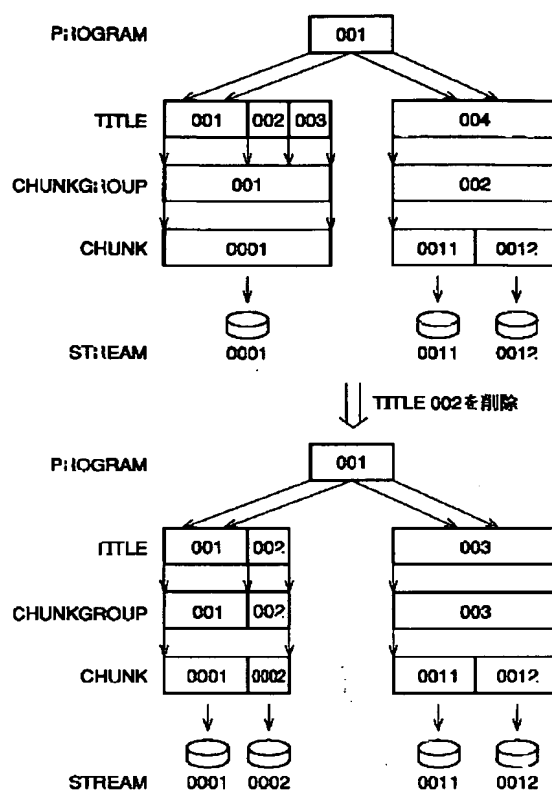 PROGRAM 001
TITLE 001 002 003 004
CHUNKGROUP 001 002
CHUNK 0001 0011 0012
STREAM 0001 0011 0012
TITLE 002を削除
PROGRAM 001
TITLE 001 002 003
CHUNKGROUP 001 002 003
CHUNK 0001 0002 0011 0012
STREAM 0001 0002 0011 0012